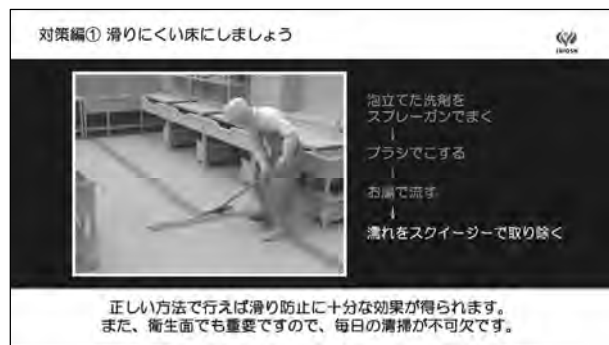 対策編① 滑りにくい床にしましょう
泡立てた洗剤を
スプレーガンでまく
↓
ブラシでこする
↓
お湯で流す
↓
濡れをスクイージーで取り除く
正しい方法で行えば滑り防止に十分な効果が得られます。
また、衛生面でも重要ですので、毎日の清掃が不可欠です。